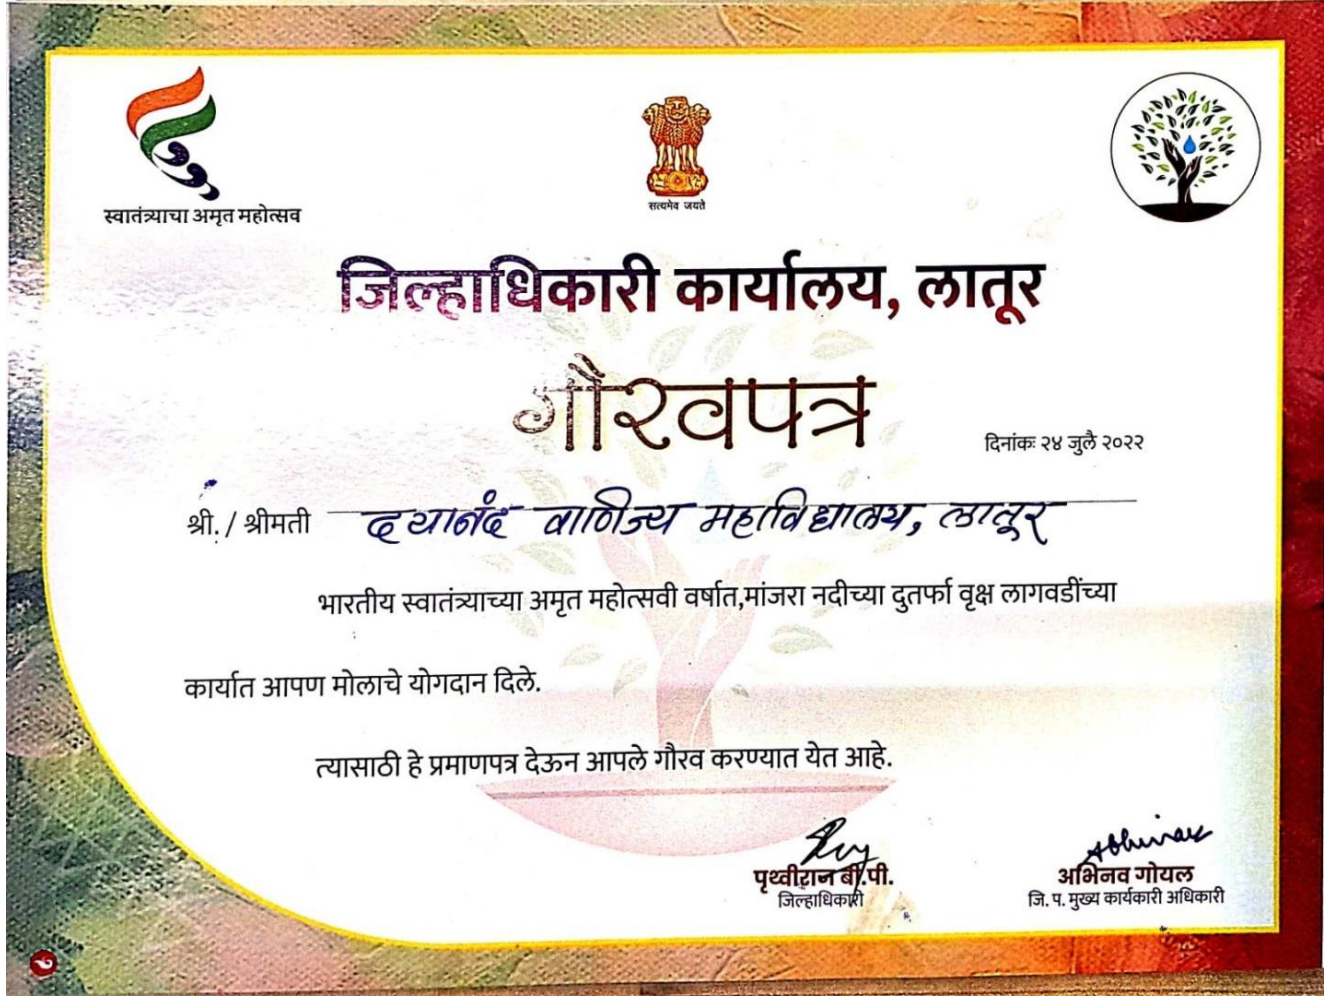 स्वातंत्र्याचा अमृत महोत्सव
सत्यमेव जयते
जिल्हाधिकारी कार्यालय, लातूर
गौरवपत्र
दिनांकः २४ जुलै २०२२
श्री. / श्रीमती दयानंद वाणिज्य महाविद्यालय, लातूर
भारतीय स्वातंत्र्याच्या अमृत महोत्सवी वर्षात,मांजरा नदीच्या दुतर्फा वृक्ष लागवडींच्या
कार्यात आपण मोलाचे योगदान दिले.
त्यासाठी हे प्रमाणपत्र देऊन आपले गौरव करण्यात येत आहे.
Abhinav
पृथ्वीराज बी.पी. अभिनव गोयल
जिल्हाधिकारी जि. प. मुख्य कार्यकारी अधिकारी